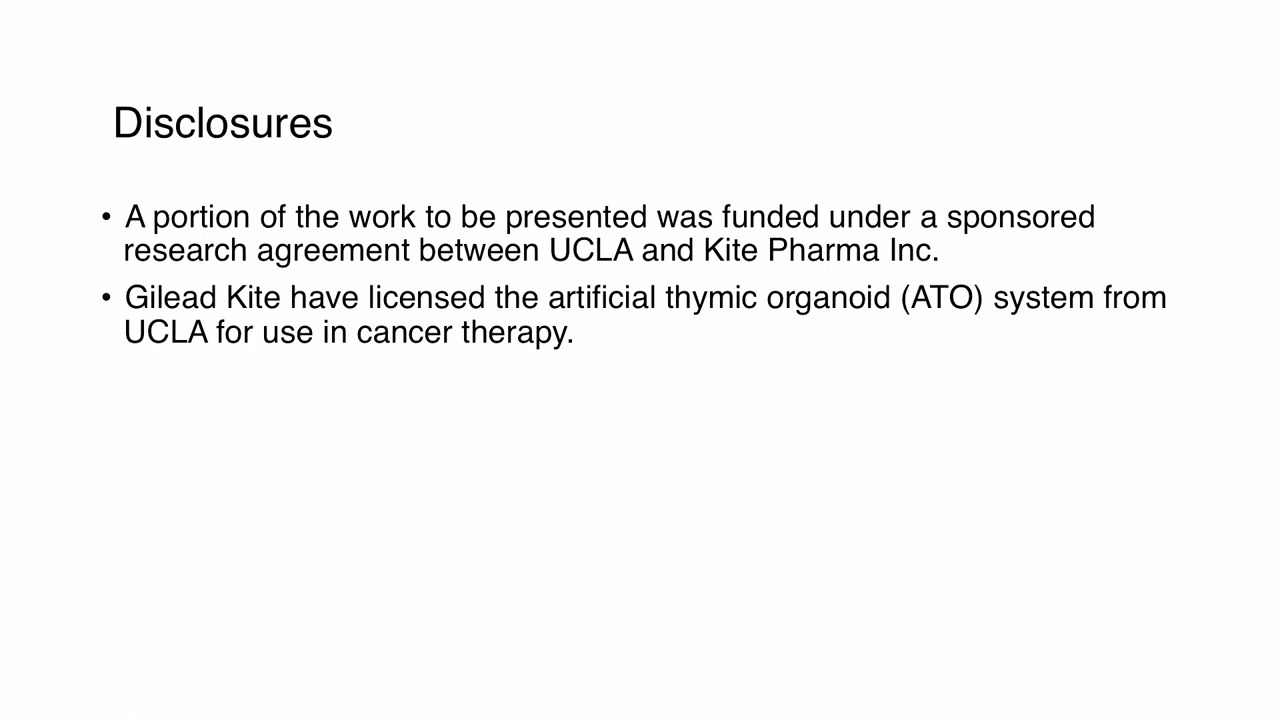 Disclosures
• A portion of the work to be presented was funded under a sponsored
research agreement between UCLA and Kite Pharma Inc.
• Gilead Kite have licensed the artificial thymic organoid (ATO) system from
UCLA for use in cancer therapy.